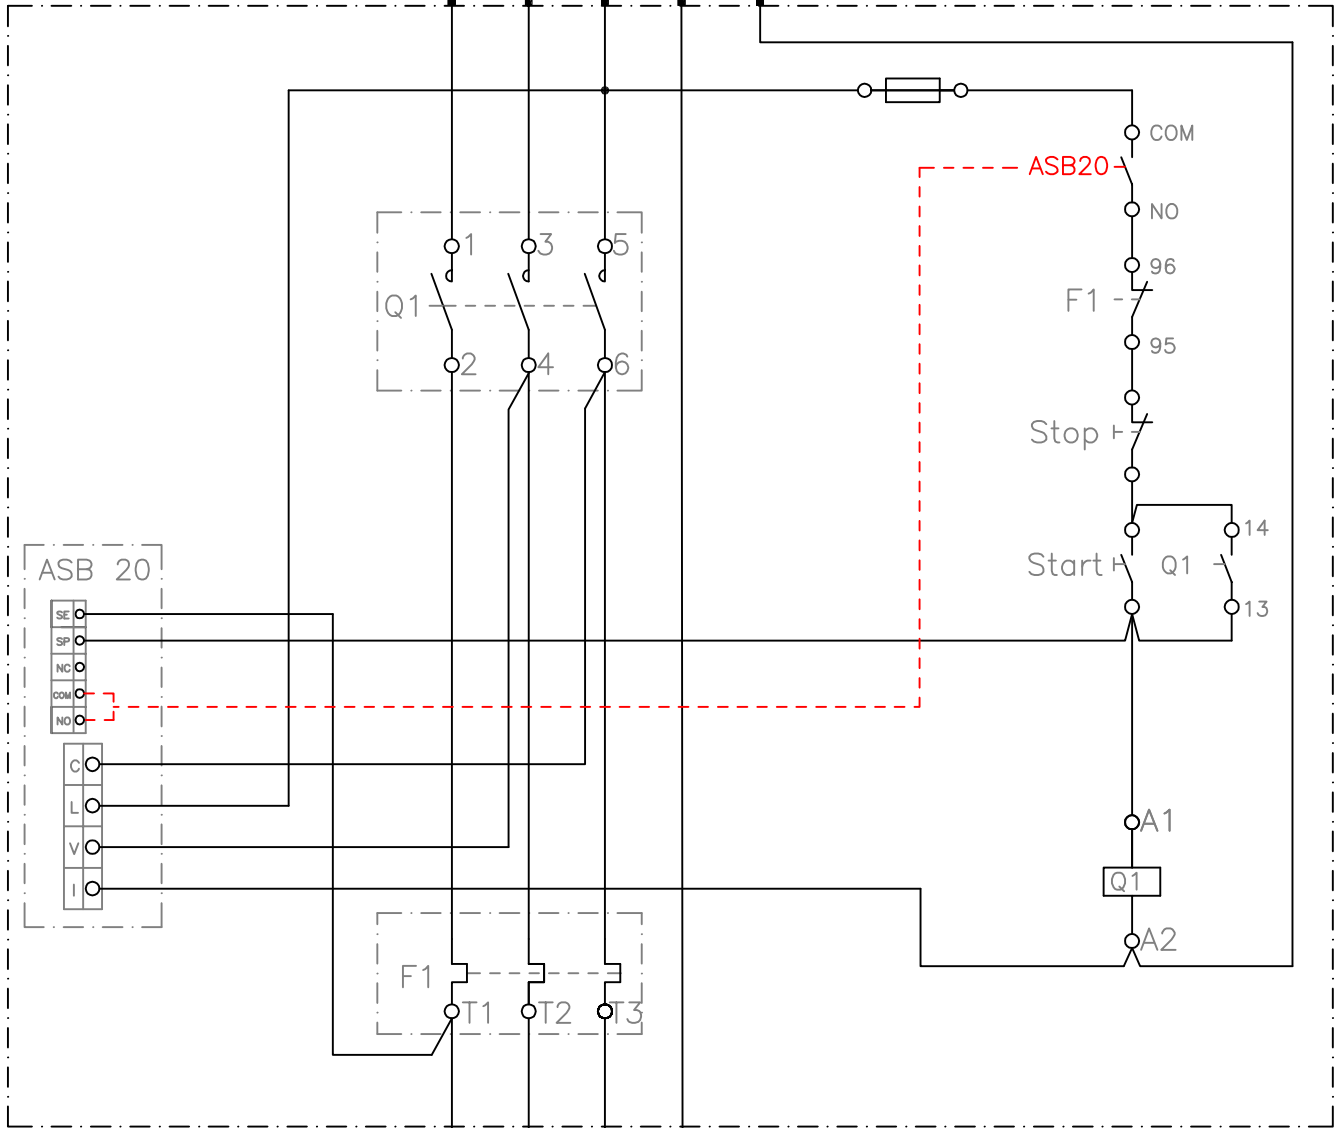 COM
ASB20
NO
1 3 5
96
Q1
F1
95
2 4 6
Stop
14
ASB 20
Start Q1
13
SE
SP
NC
COM
NO
C
L
A1
V
Q1
I
A2
F1
T1 T2 T3